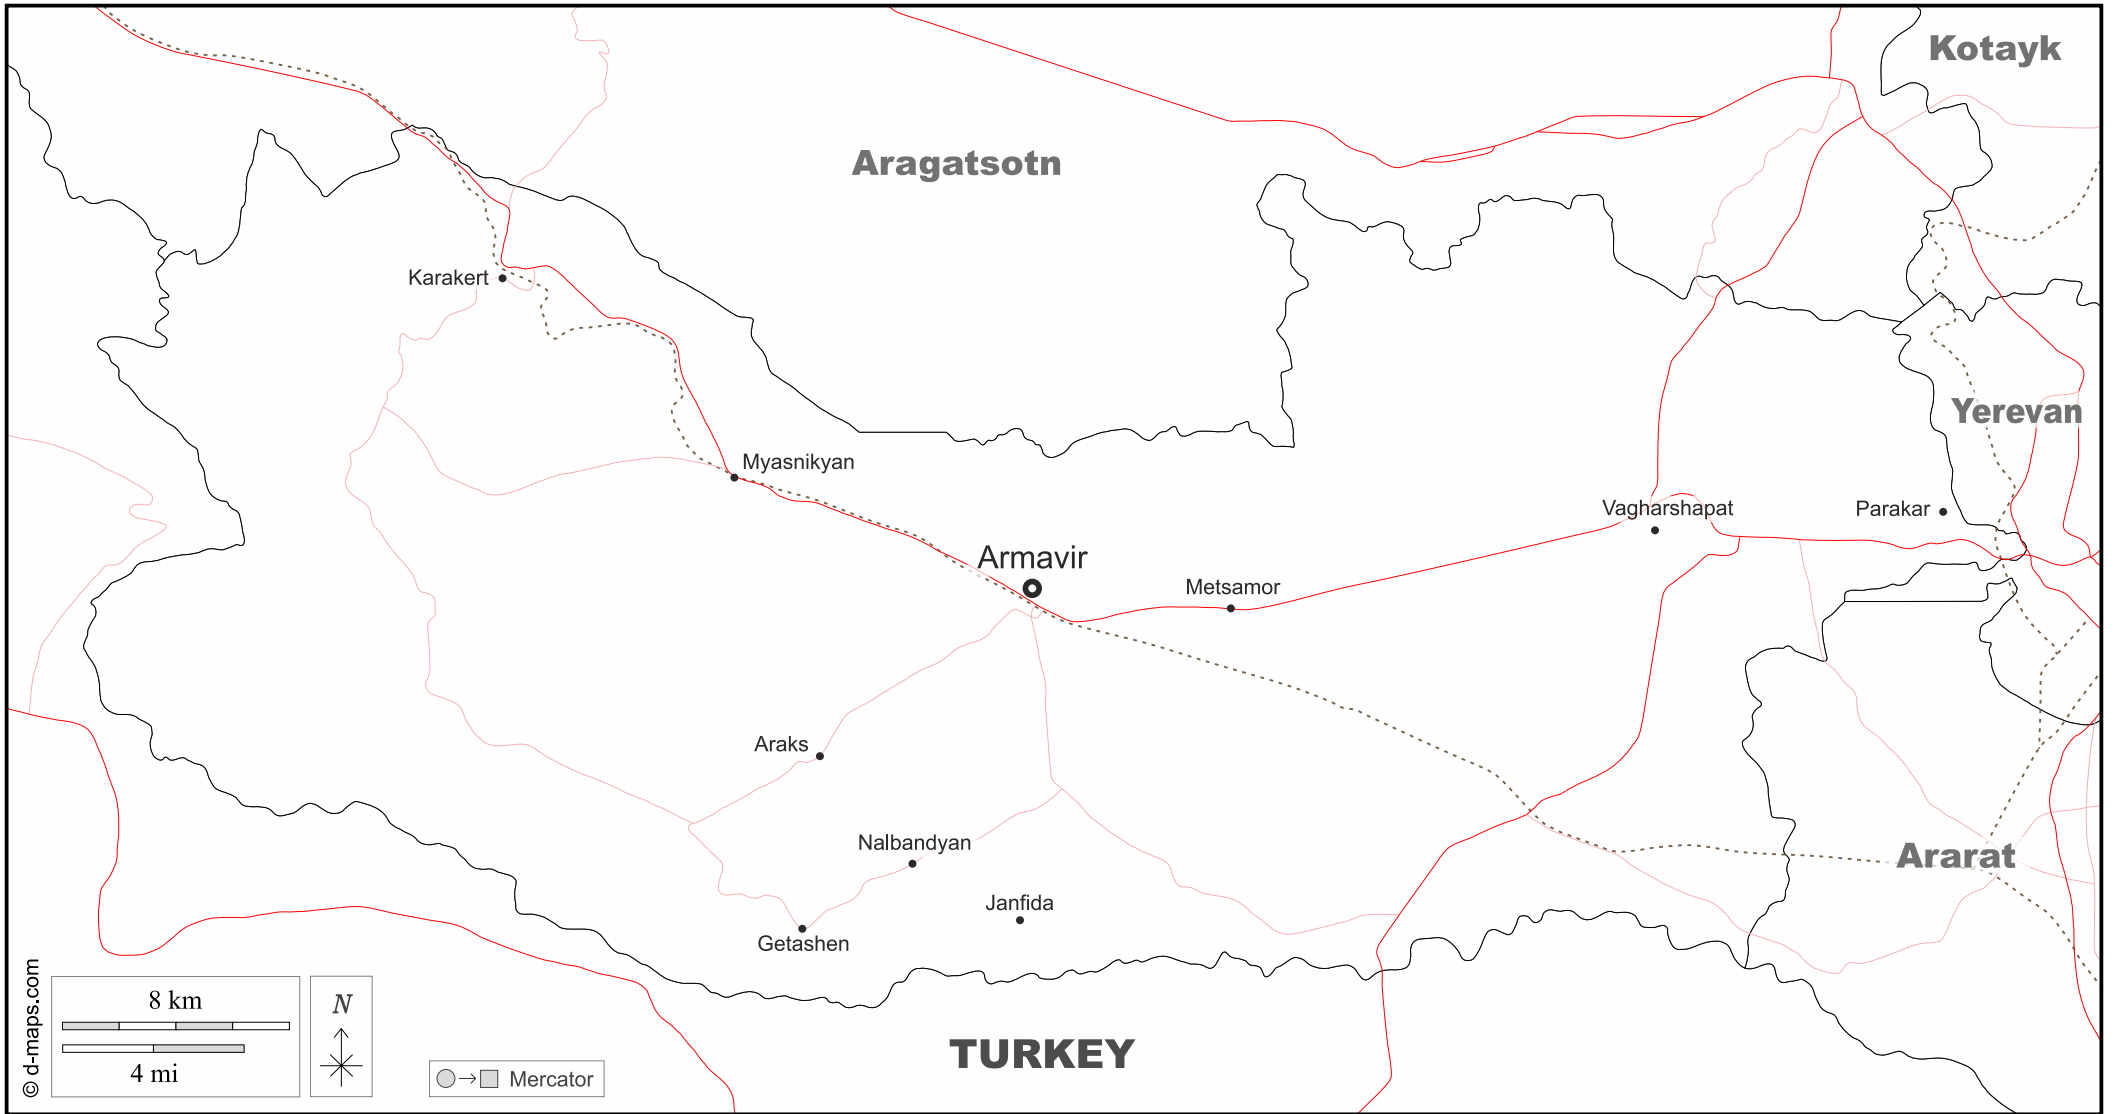 Kotayk
Aragatsotn
Karakert
Yerevan
Myasnikyan
Vagharshapat
Parakar
Armavir
Metsamor
Araks
Nalbandyan
Ararat
Janfida
Getashen
© d-maps.com
8 km
4 mi
N
TURKEY
Mercator